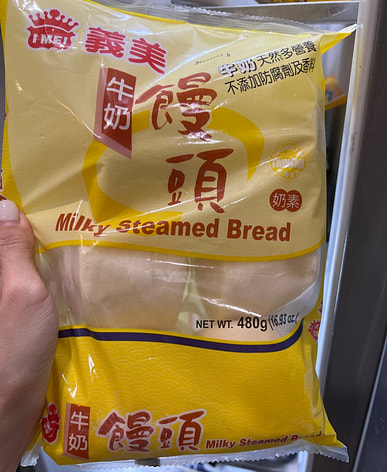 I MEI
義美
牛奶天然多營養
不添加防腐劑及香料
牛奶
饅頭
奶素
Milky Steamed Bread
NET WT. 480g (16.93 oz.
牛奶
饅頭
Milky Steamed Bread